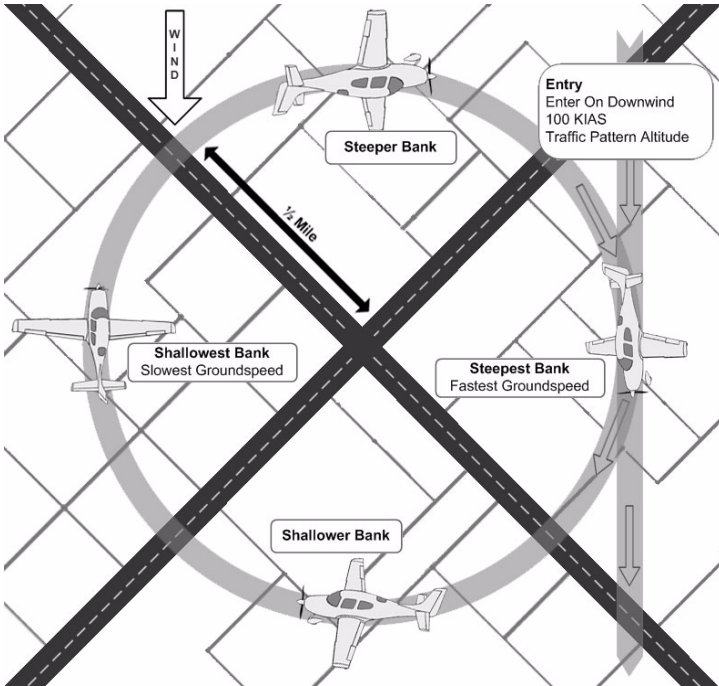 WIND
Entry
Enter On Downwind
100 KIAS
Traffic Pattern Altitude
Steeper Bank
½ Mile
Shallowest Bank
Slowest Groundspeed
Steepest Bank
Fastest Groundspeed
Shallower Bank